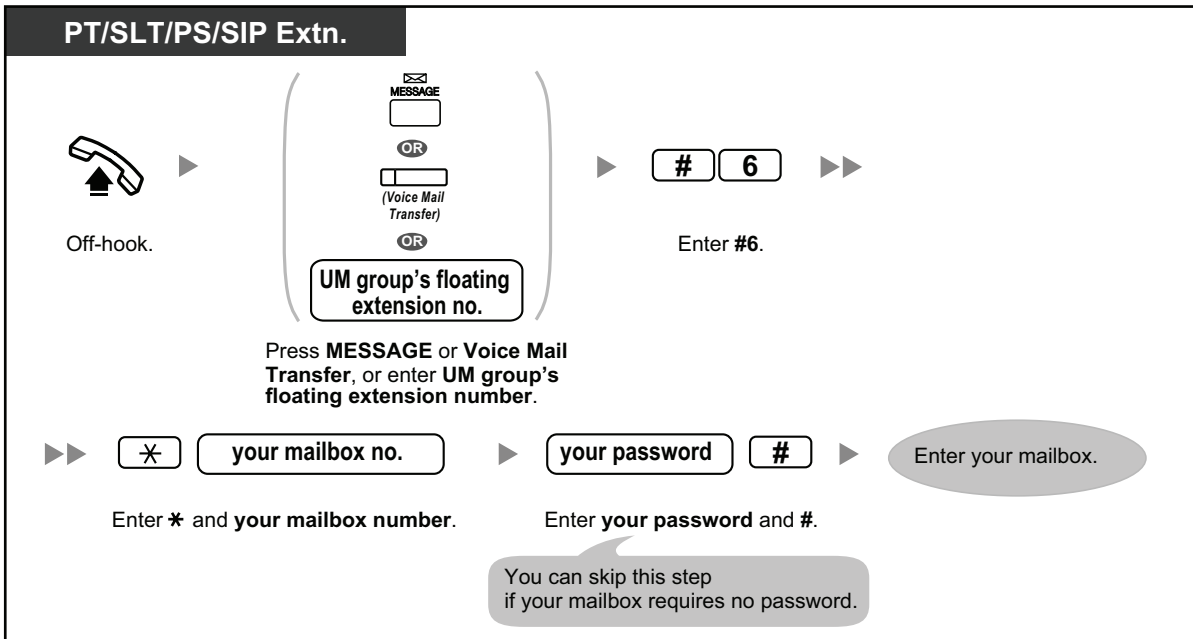 PT/SLT/PS/SIP Extn.
MESSAGE
OR
(Voice Mail
Transfer)
OR
UM group's floating
extension no.
# 6
Off-hook.
Press MESSAGE or Voice Mail
Transfer, or enter UM group's
floating extension number.
Enter #6.
* your mailbox no.
your password #
Enter your mailbox.
Enter * and your mailbox number.
Enter your password and #.
You can skip this step
if your mailbox requires no password.